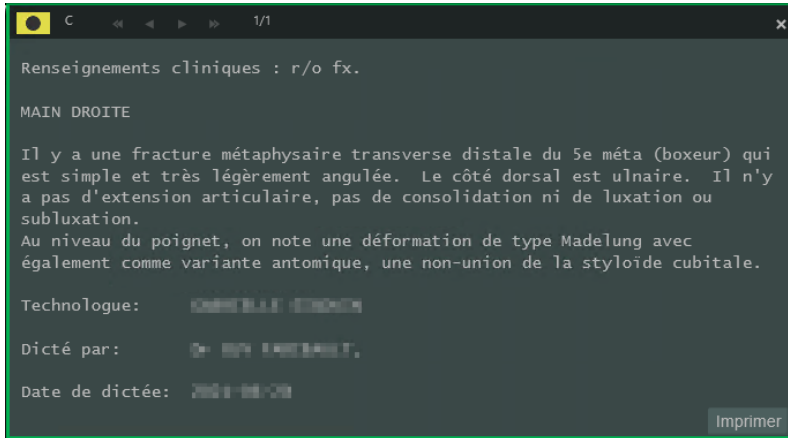 C 1/1
Renseignements cliniques : r/o fx.
MAIN DROITE
Il y a une fracture métaphysaire transverse distale du 5e méta (boxeur) qui
est simple et très légèrement angulée. Le côté dorsal est ulnaire. Il n'y
a pas d'extension articulaire, pas de consolidation ni de luxation ou
subluxation.
Au niveau du poignet, on note une déformation de type Madelung avec
également comme variante antomique, une non-union de la styloïde cubitale.
Technologue:
Dicté par:
Date de dictée:
Imprimer